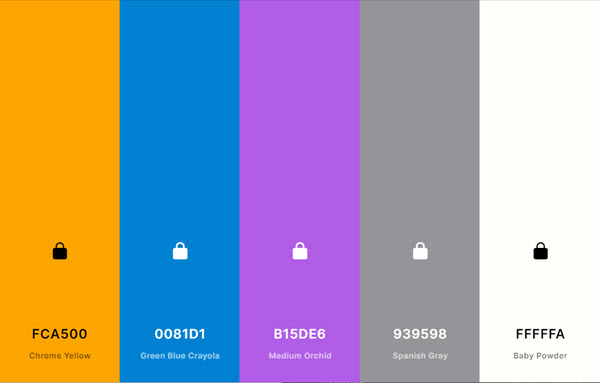 FCA500
Chrome Yellow
0081D1
Green Blue Crayola
B15DE6
Medium Orchid
939598
Spanish Gray
FFFFFA
Baby Powder